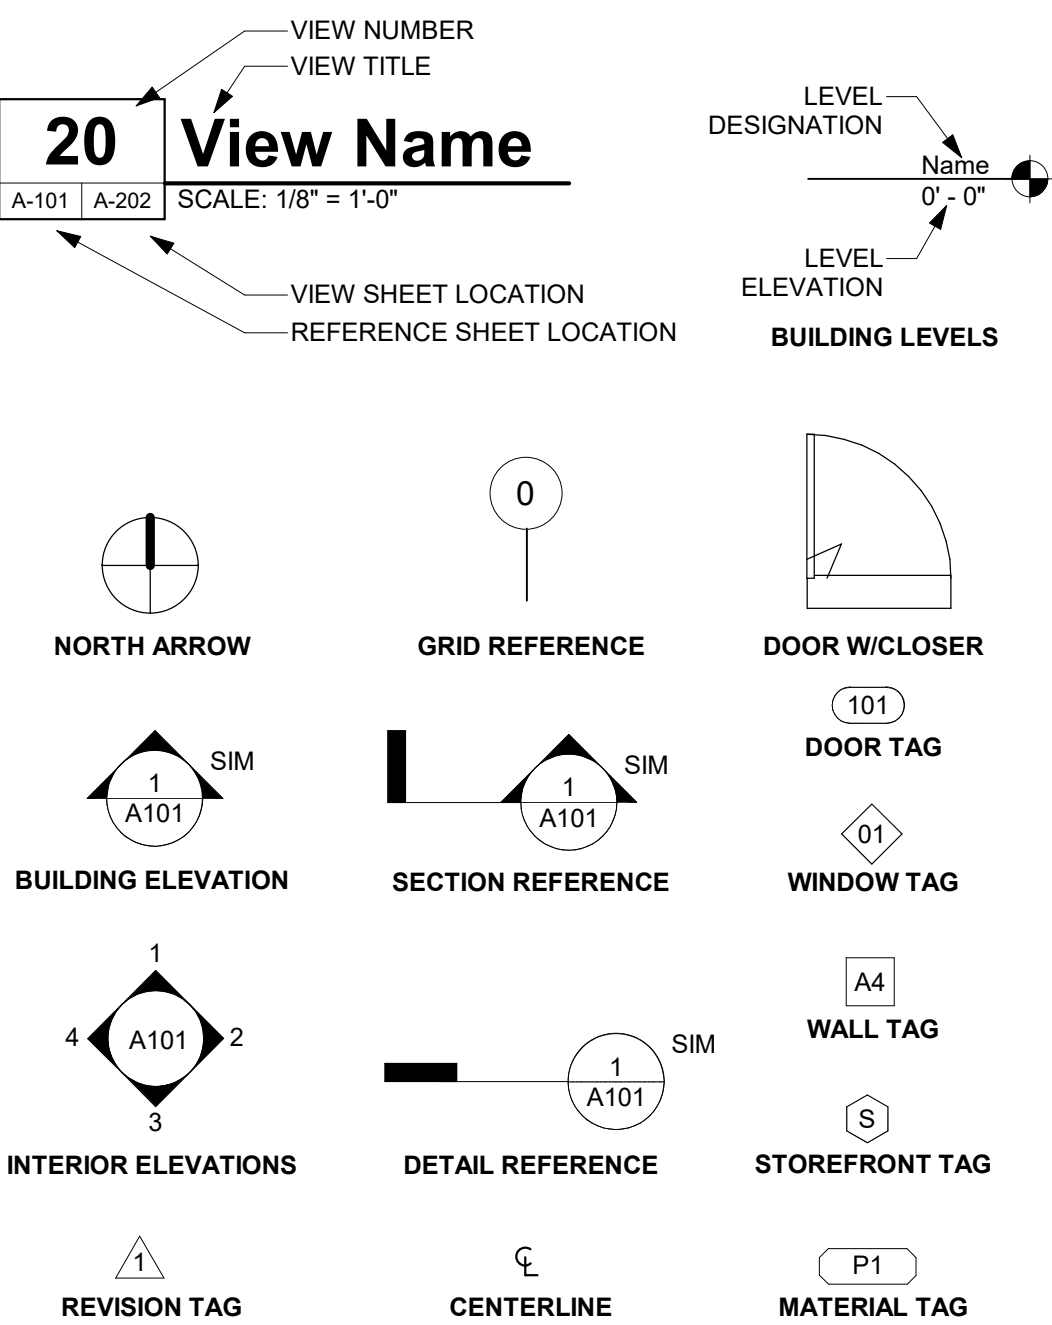 VIEW NUMBER
VIEW TITLE
20
View Name
A-101
A-202
SCALE: 1/8" = 1'-0"
VIEW SHEET LOCATION
REFERENCE SHEET LOCATION
LEVEL
DESIGNATION
Name
0' - 0"
LEVEL
ELEVATION
BUILDING LEVELS
NORTH ARROW
0
GRID REFERENCE
DOOR W/CLOSER
101
DOOR TAG
1
A101
SIM
BUILDING ELEVATION
1
A101
SIM
SECTION REFERENCE
01
WINDOW TAG
1
4
A101
2
3
INTERIOR ELEVATIONS
1
A101
SIM
DETAIL REFERENCE
A4
WALL TAG
S
STOREFRONT TAG
1
REVISION TAG
CL
CENTERLINE
P1
MATERIAL TAG